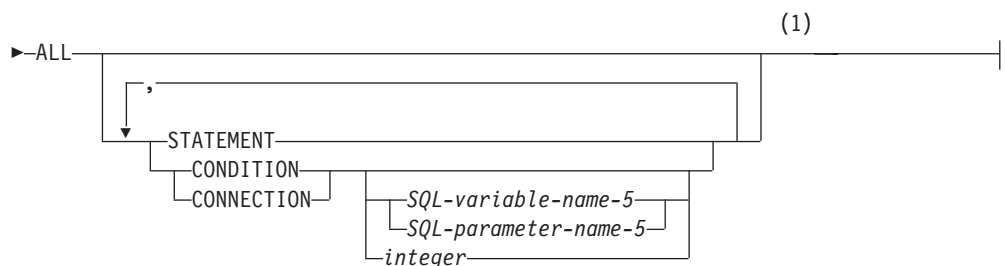 (1)
ALL
,
STATEMENT
CONDITION
CONNECTION
SQL-variable-name-5
SQL-parameter-name-5
integer